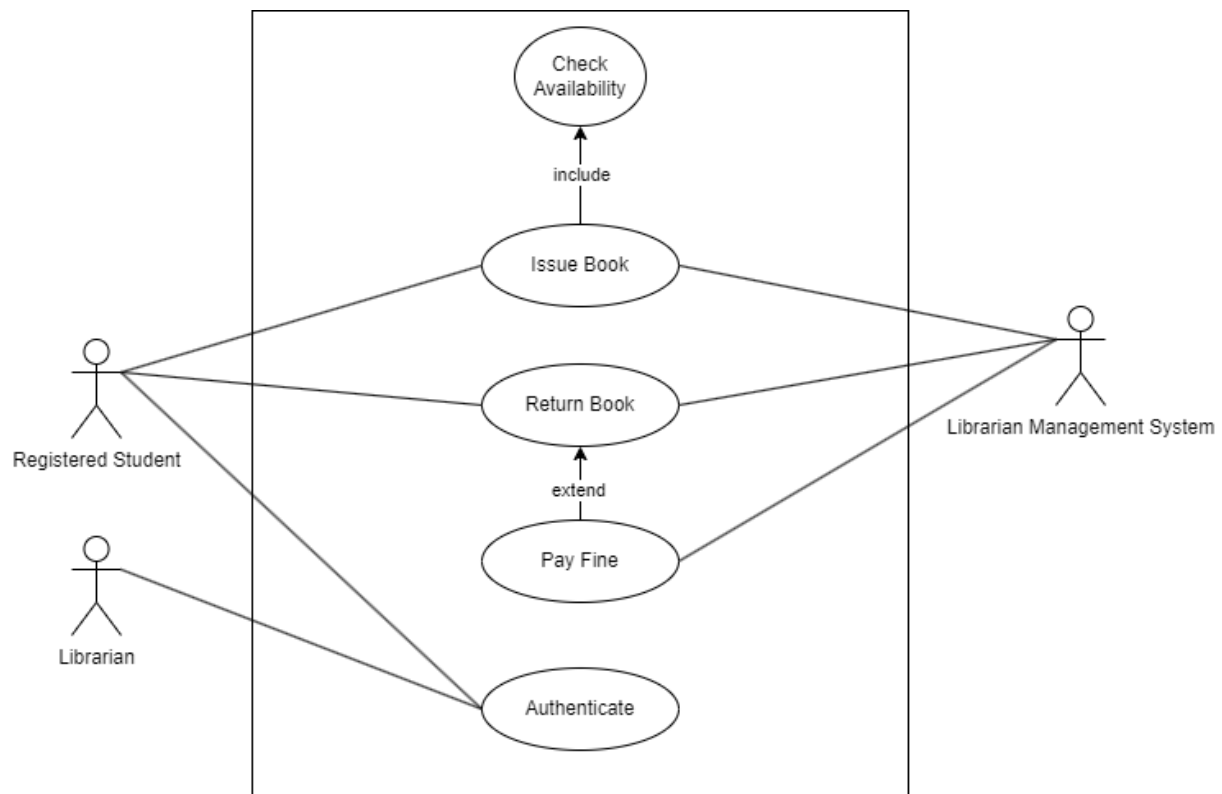 Check
Availability
include
Issue Book
Return Book
Registered Student
Librarian Management System
extend
Pay Fine
Librarian
Authenticate